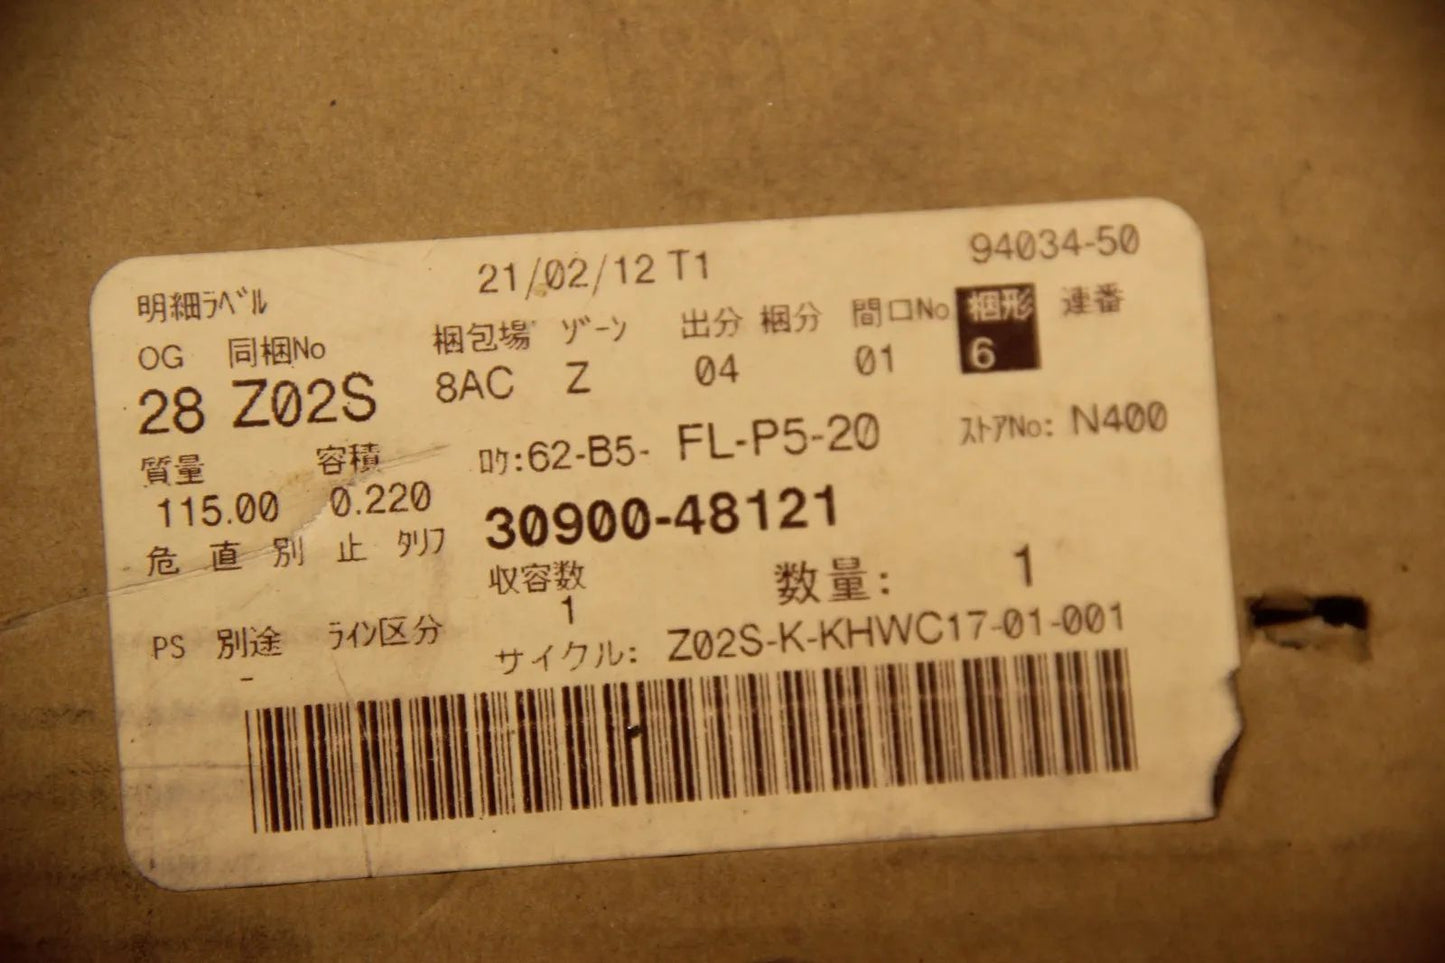 94034-50
明細ﾗﾍﾞﾙ 21/02/12 T1
OG 同梱No 梱包場 ｿﾞｰﾝ 出分 梱分 間口No 梱形 連番
28 Z02S 8AC Z 04 01 6
質量 容積 ﾛｹ:62-B5- FL-P5-20 ｽﾄｱNo: N400
115.00 0.220 30900-48121
危 直 別 止 ﾀﾘﾌ 収容数 数量: 1
1
PS 別途 ﾗｲﾝ区分 サイクル: Z02S-K-KHWC17-01-001
-